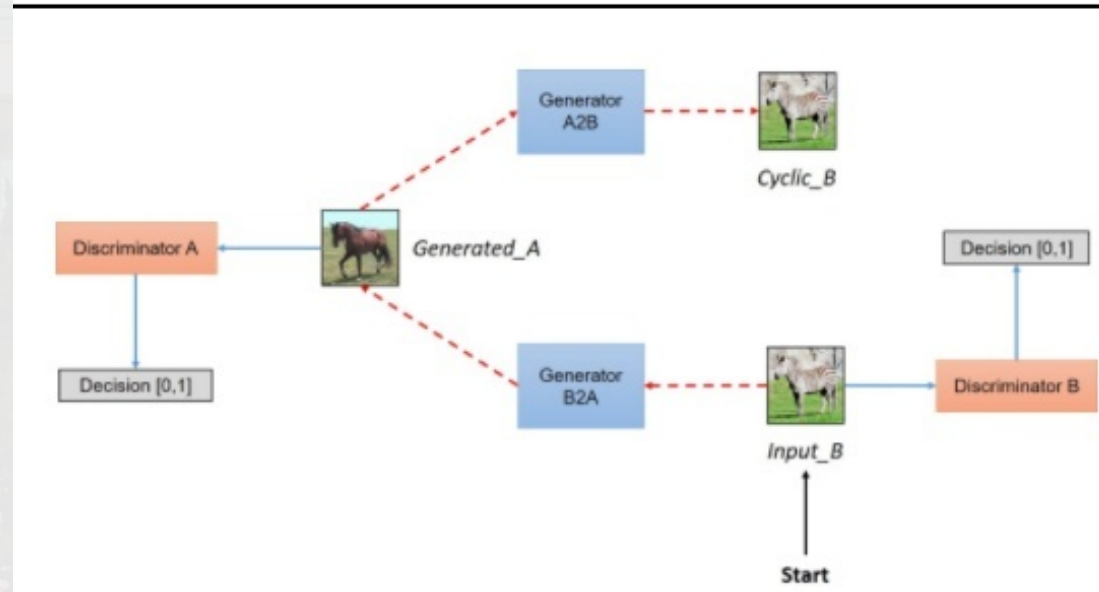 Generator
A2B
Cyclic_B
Discriminator A
Generated_A
Decision [0,1]
Decision [0,1]
Generator
B2A
Discriminator B
Input_B
Start